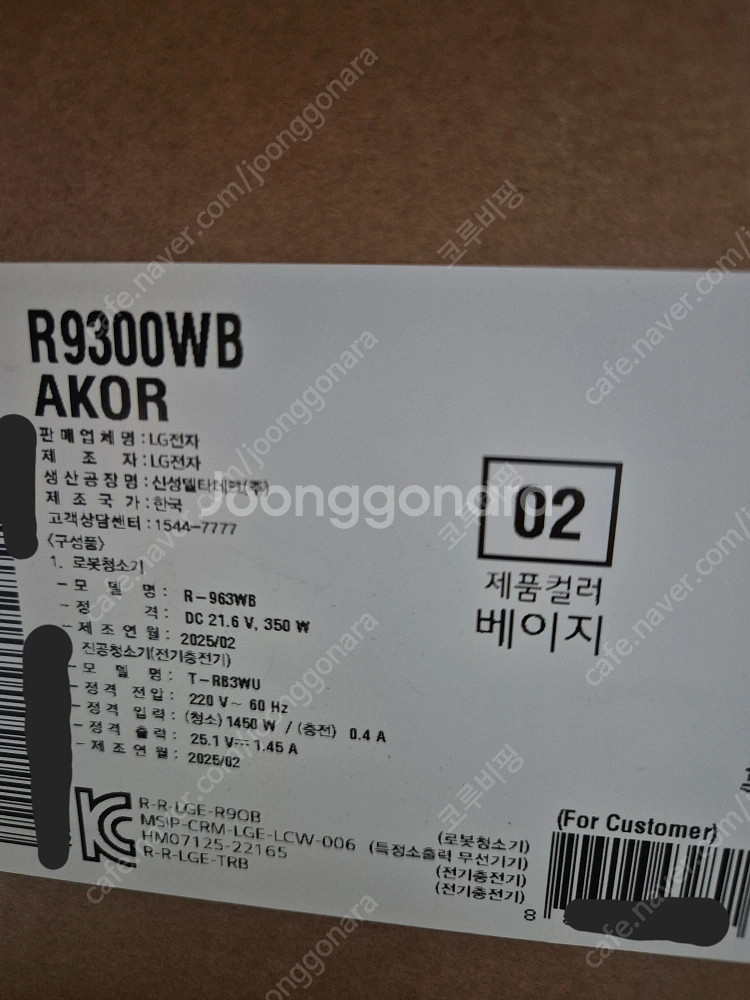 R9300WB
AKOR
판매업체명 : LG전자
제조자 : LG전자
생산공장명 : 신성델타테크(주)
제조국가 : 한국
고객상담센터 : 1544-7777
〈구성품〉
1. 로봇청소기
- 모델명 : R-963WB
- 정격 : DC 21.6 V, 350 W
- 제조연월 : 2025/02
진공청소기(전기충전기)
- 모델명 : T-RB3WU
- 정격 전압 : 220 V~ 60 Hz
- 정격 입력 : (청소) 1450 W / (충전) 0.4 A
- 정격 출력 : 25.1 V⎓ 1.45 A
- 제조연월 : 2025/02
02
제품컬러
베이지
R-R-LGE-R9OB (로봇청소기)
MSIP-CRM-LGE-LCW-006 (특정소출력 무선기기)
HM07125-22165 (전기충전기)
R-R-LGE-TRB (전기충전기)
(For Customer)
8
Joonggonara
cafe.naver.com/joonggonara
코루비핑